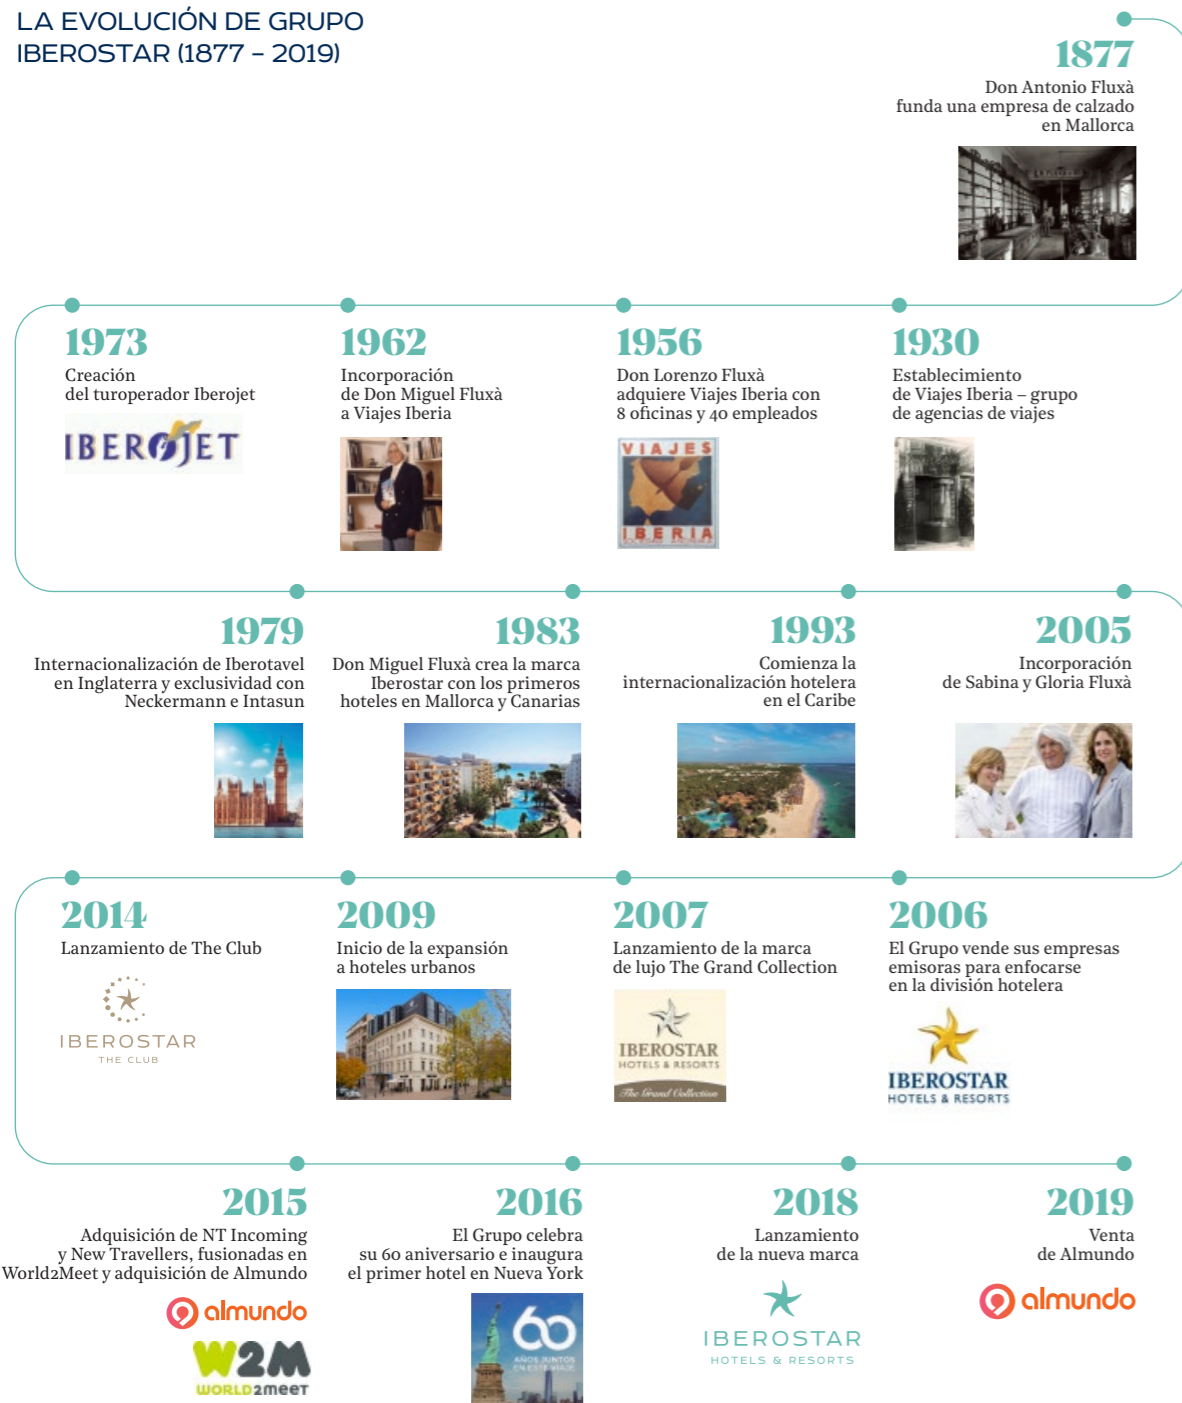 LA EVOLUCIÓN DE GRUPO
IBEROSTAR (1877 – 2019)
1877
Don Antonio Fluxà
funda una empresa de calzado
en Mallorca
1930
Establecimiento
de Viajes Iberia – grupo
de agencias de viajes
1956
Don Lorenzo Fluxà
adquiere Viajes Iberia con
8 oficinas y 40 empleados
VIAJES
IBERIA
SOCIEDAD ANÓNIMA
1962
Incorporación
de Don Miguel Fluxà
a Viajes Iberia
1973
Creación
del turoperador Iberojet
IBEROJET
1979
Internacionalización de Iberotavel
en Inglaterra y exclusividad con
Neckermann e Intasun
1983
Don Miguel Fluxà crea la marca
Iberostar con los primeros
hoteles en Mallorca y Canarias
1993
Comienza la
internacionalización hotelera
en el Caribe
2005
Incorporación
de Sabina y Gloria Fluxà
2006
El Grupo vende sus empresas
emisoras para enfocarse
en la división hotelera
IBEROSTAR
HOTELS & RESORTS
2007
Lanzamiento de la marca
de lujo The Grand Collection
IBEROSTAR
HOTELS & RESORTS
The Grand Collection
2009
Inicio de la expansión
a hoteles urbanos
2014
Lanzamiento de The Club
IBEROSTAR
THE CLUB
2015
Adquisición de NT Incoming
y New Travellers, fusionadas en
World2Meet y adquisición de Almundo
almundo
W2M
WORLD2MEET
2016
El Grupo celebra
su 60 aniversario e inaugura
el primer hotel en Nueva York
60
AÑOS JUNTOS
EN ESTE VIAJE
2018
Lanzamiento
de la nueva marca
IBEROSTAR
HOTELS & RESORTS
2019
Venta
de Almundo
almundo